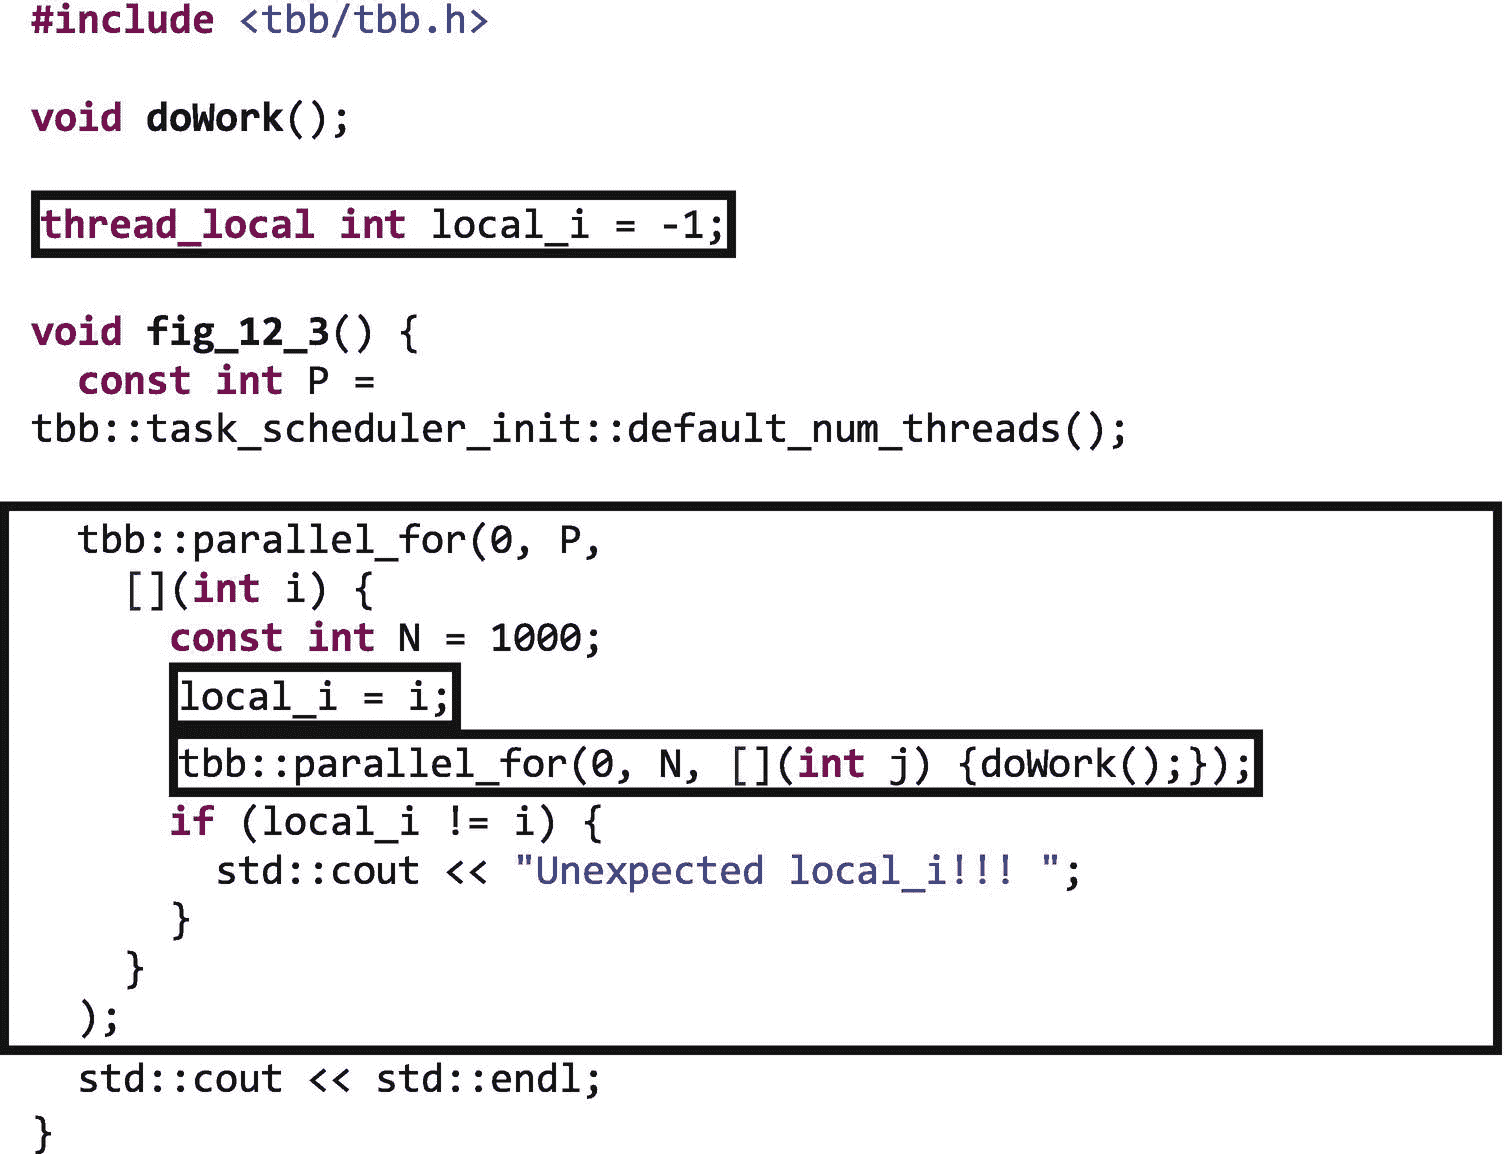 #include <tbb/tbb.h>
void doWork();
thread_local int local_i = -1;
void fig_12_3() {
const int P =
tbb::task_scheduler_init::default_num_threads();
tbb::parallel_for(0, P,
[](int i) {
const int N = 1000;
local_i = i;
tbb::parallel_for(0, N, [](int j) {doWork();});
if (local_i != i) {
std::cout << "Unexpected local_i!!! ";
}
}
);
std::cout << std::endl;
}